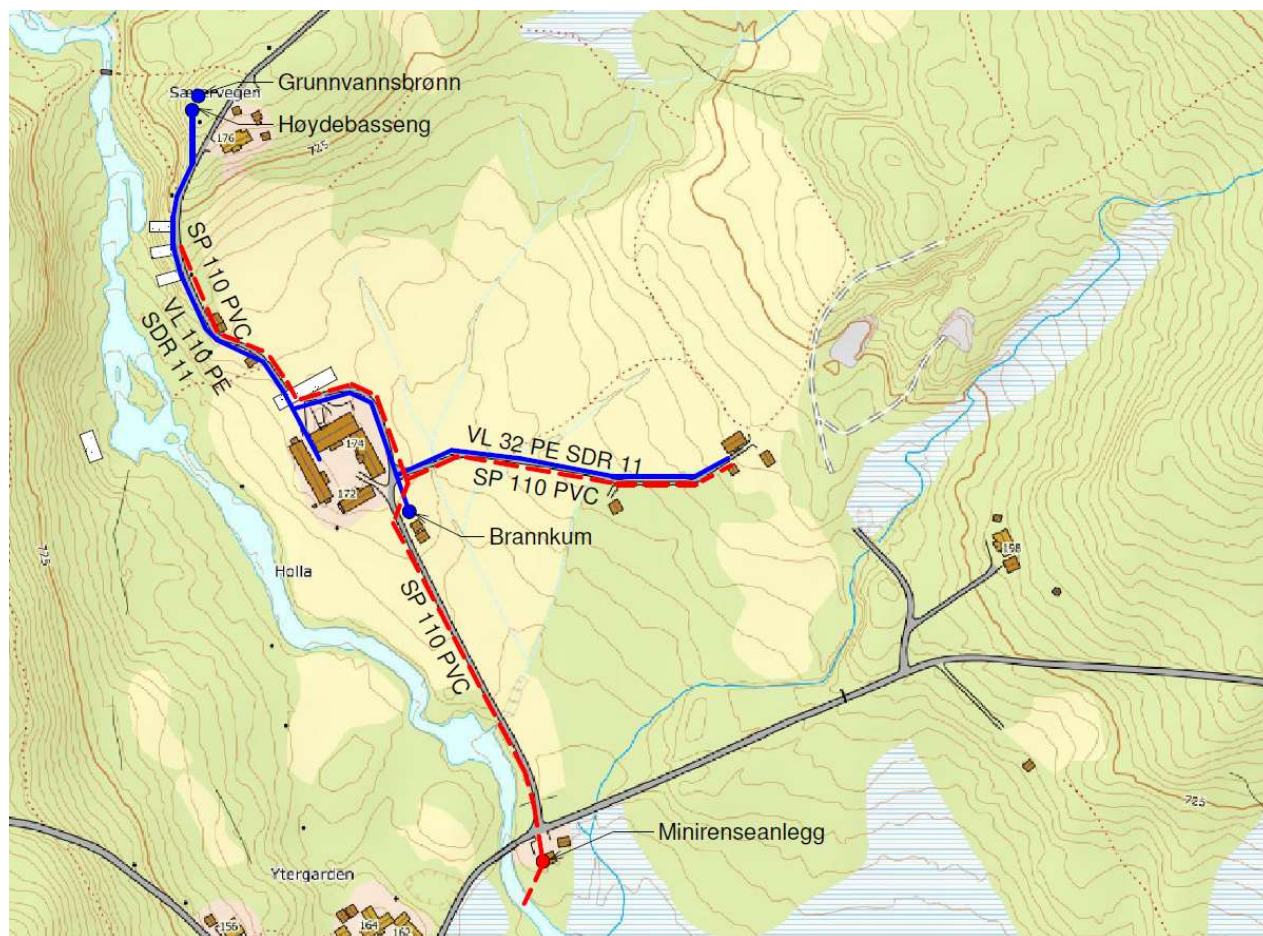 Grunnvannsbrønn
Høydebasseng
176
725
SP 110 PVC
VL 110 PE
SDR 11
174
172
VL 32 PE SDR 11
SP 110 PVC
Brannkum
Holla
725
198
SP 110 PVC
Minirenseanlegg
725
Ytergarden
156
164
162